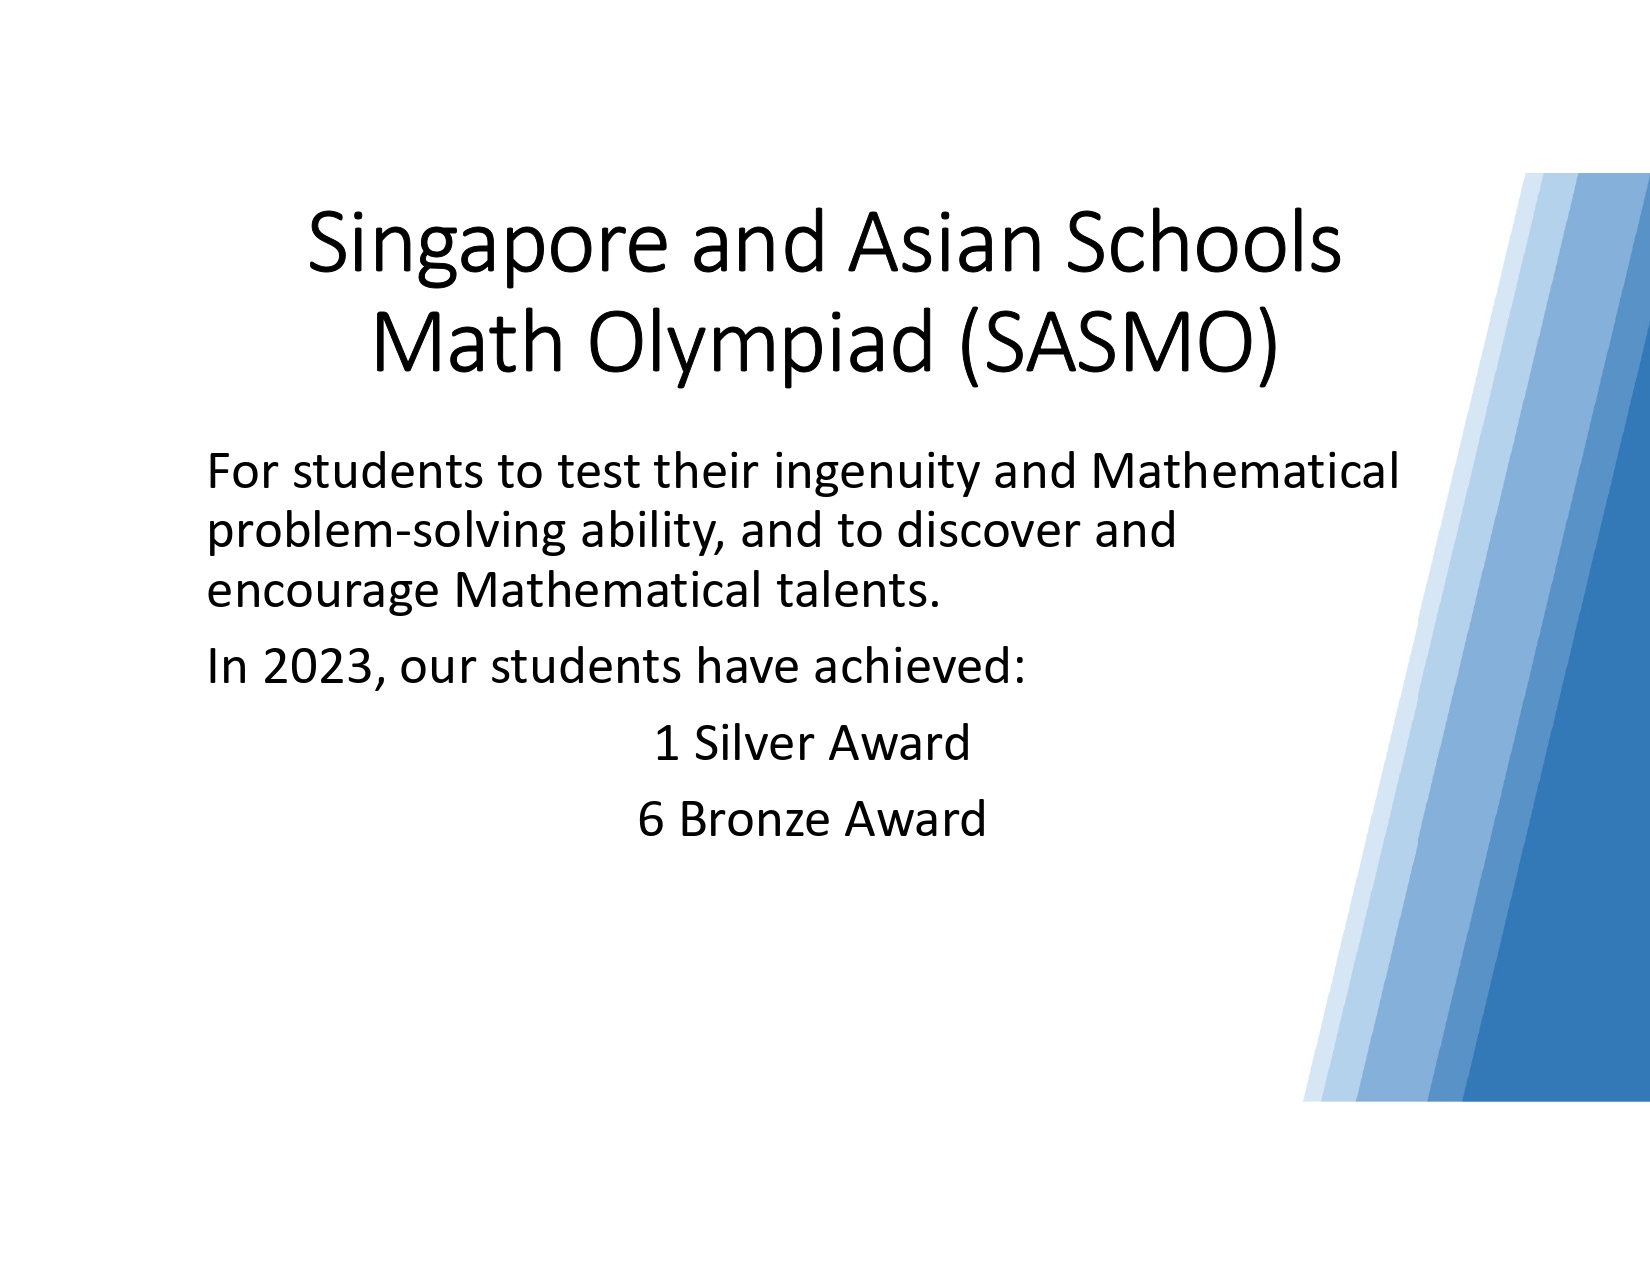 Singapore and Asian Schools
Math Olympiad (SASMO)
For students to test their ingenuity and Mathematical
problem-solving ability, and to discover and
encourage Mathematical talents.
In 2023, our students have achieved:
1 Silver Award
6 Bronze Award